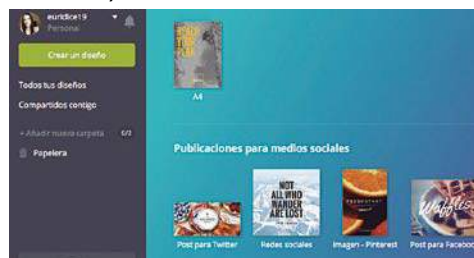 euridice19
Personal
Crear un diseño
Todos tus diseños
Compartidos contigo
+ Añadir nueva carpeta 0/2
Papelera
A4
Publicaciones para medios sociales
NOT
ALL WHO
WANDER
ARE LOST
Waffles
Post para Twitter
Redes sociales
Imagen - Pinterest
Post para Facebook